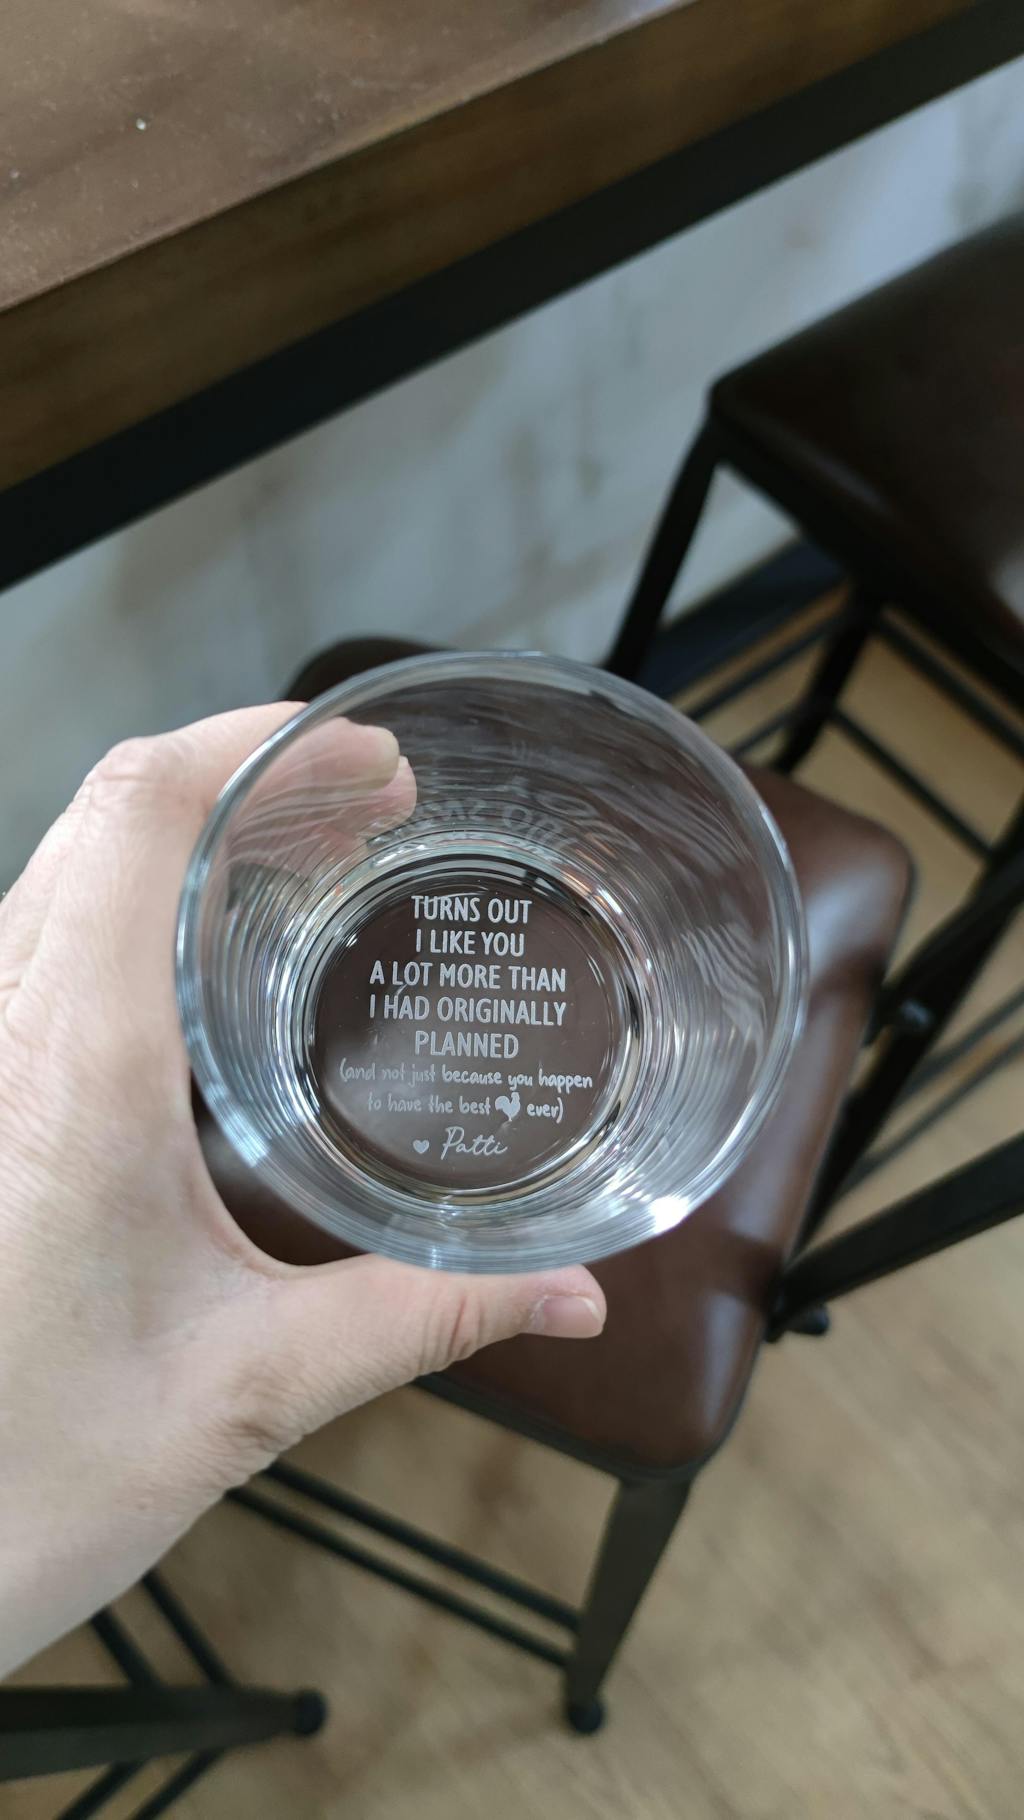 TURNS OUT
I LIKE YOU
A LOT MORE THAN
I HAD ORIGINALLY
PLANNED
(and not just because you happen
to have the best ever)
Patti